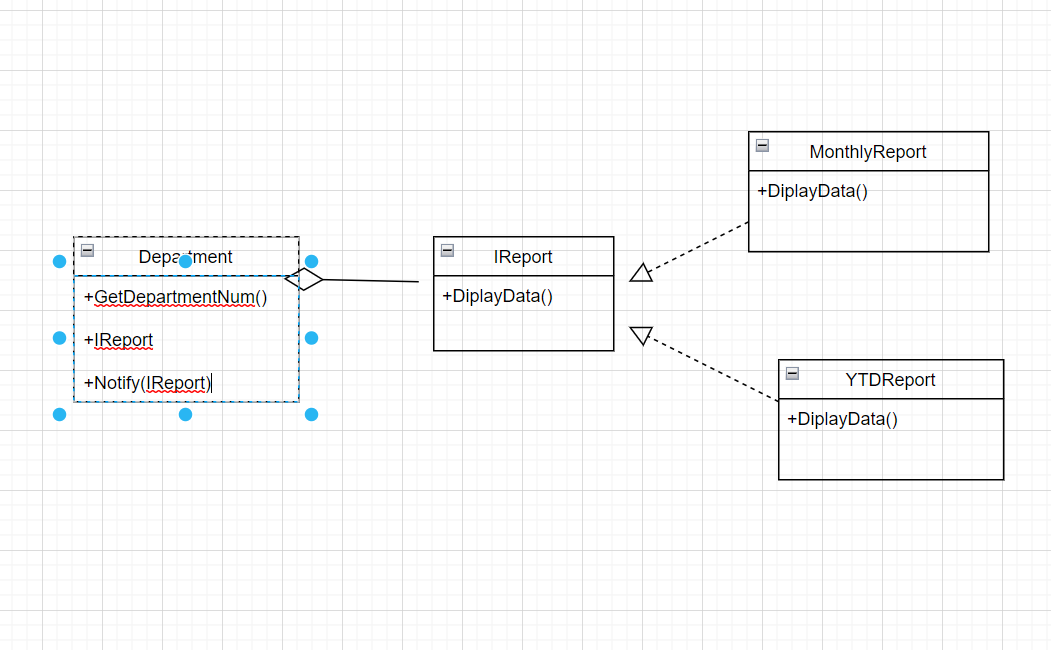 Department
+GetDepartmentNum()
+IReport
+Notify(IReport)
IReport
+DiplayData()
MonthlyReport
+DiplayData()
YTDReport
+DiplayData()